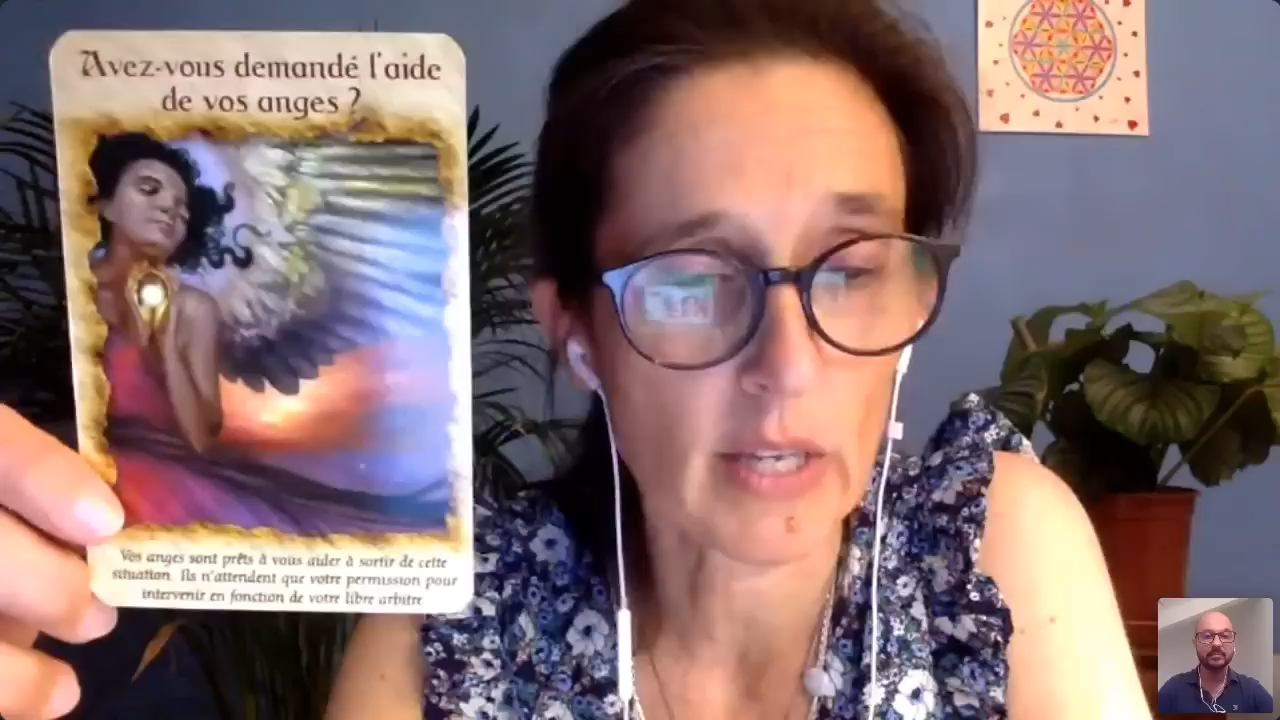 Avez-vous demandé l'aide
de vos anges ?
Vos anges sont prêts à vous aider à sortir de cette
situation. Ils n'attendent que votre permission pour
intervenir en fonction de votre libre arbitre